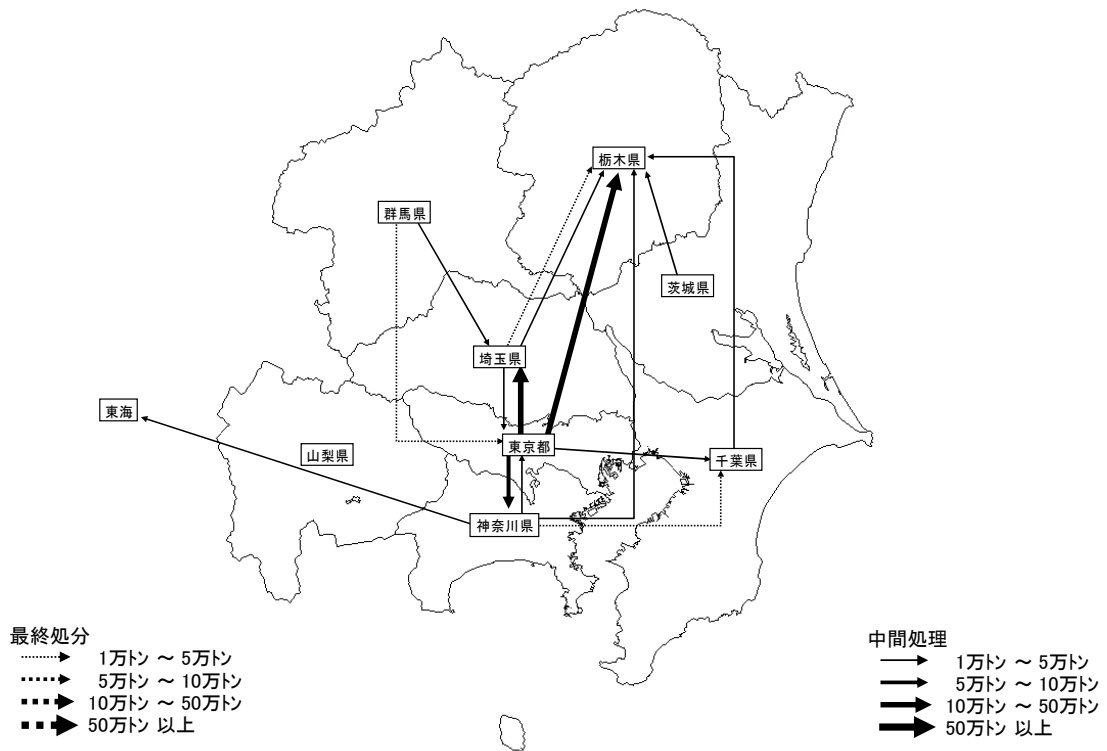 栃木県
群馬県
茨城県
埼玉県
東海
東京都
山梨県
千葉県
神奈川県
最終処分
1万トン ～ 5万トン
5万トン ～ 10万トン
10万トン ～ 50万トン
50万トン 以上
中間処理
1万トン ～ 5万トン
5万トン ～ 10万トン
10万トン ～ 50万トン
50万トン 以上